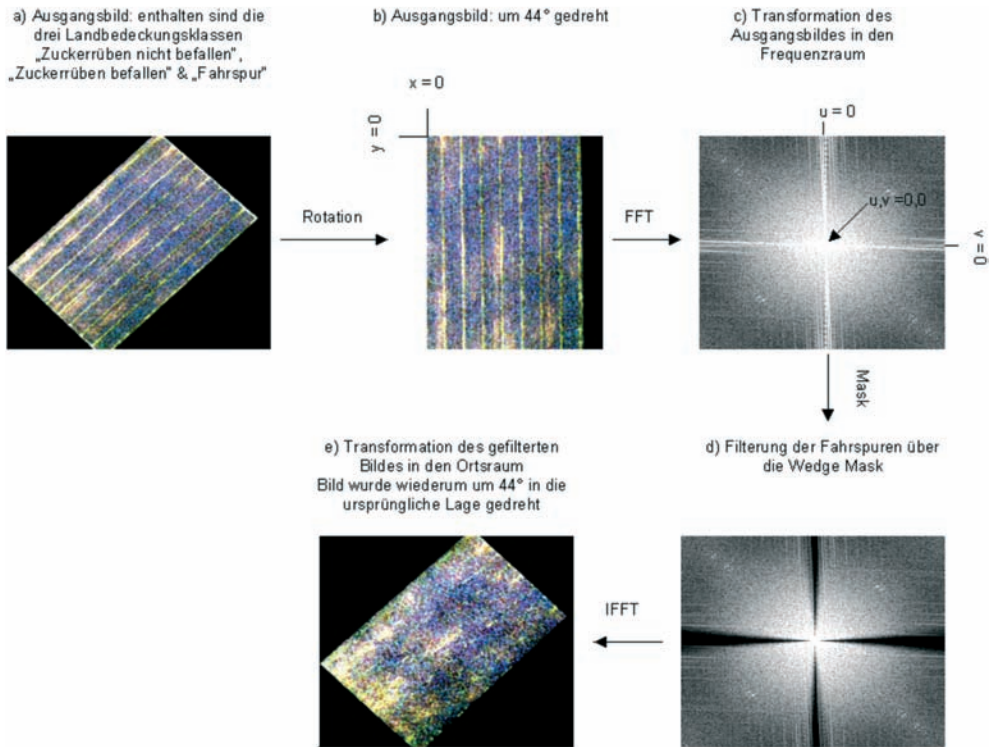 a) Ausgangsbild: enthalten sind die
drei Landbedeckungsklassen
„Zuckerrüben nicht befallen",
„Zuckerrüben befallen" & „Fahrspur"
b) Ausgangsbild: um 44° gedreht
c) Transformation des
Ausgangsbildes in den
Frequenzraum
x = 0
y = 0
u = 0
u,v =0,0
v = 0
Rotation
FFT
Mask
e) Transformation des gefilterten
Bildes in den Ortsraum
Bild wurde wiederum um 44° in die
ursprüngliche Lage gedreht
d) Filterung der Fahrspuren über
die Wedge Mask
IFFT